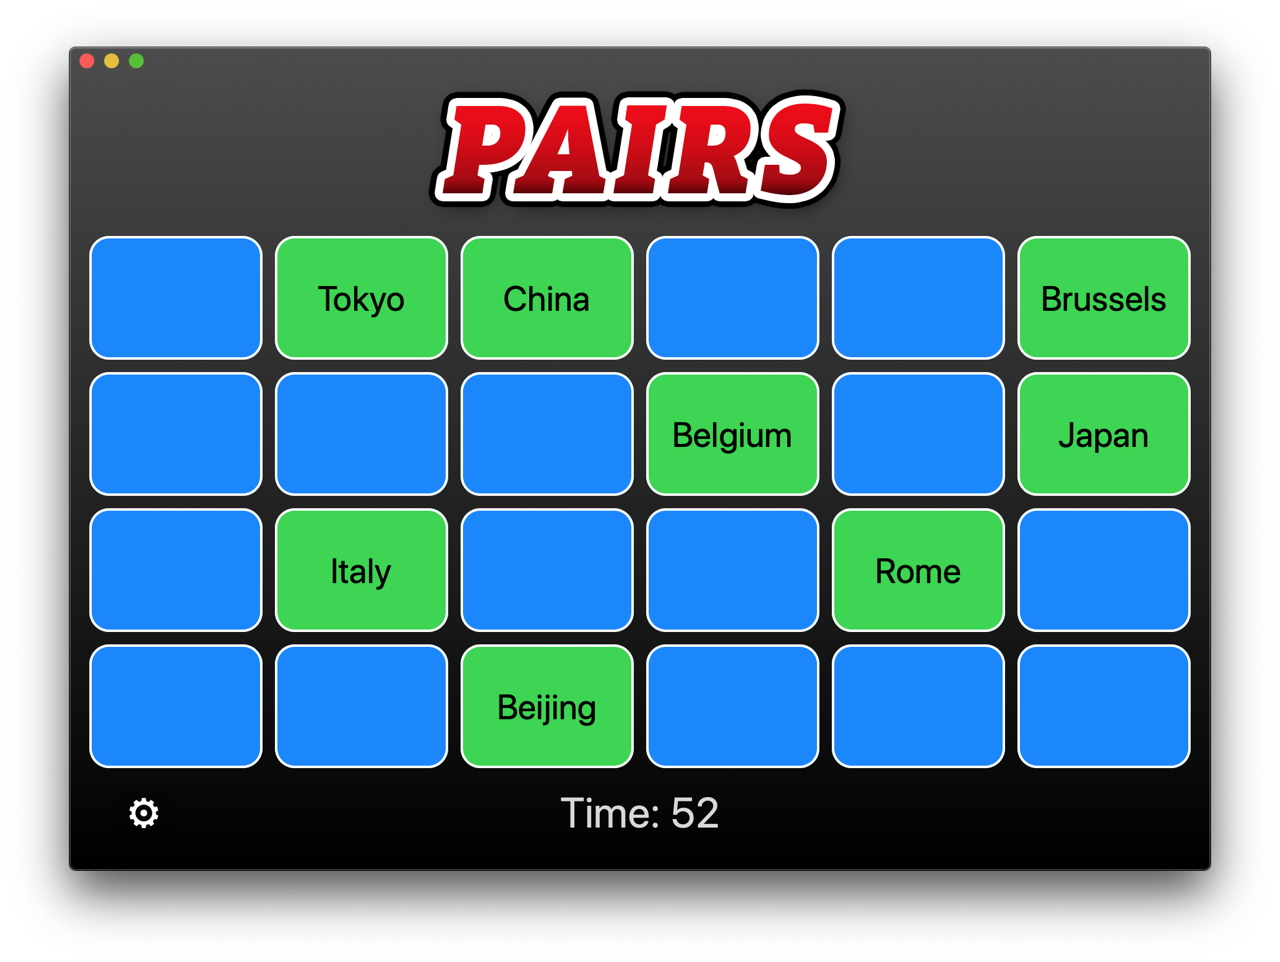 PAIRS
Tokyo
China
Brussels
Belgium
Japan
Italy
Rome
Beijing
Time: 52